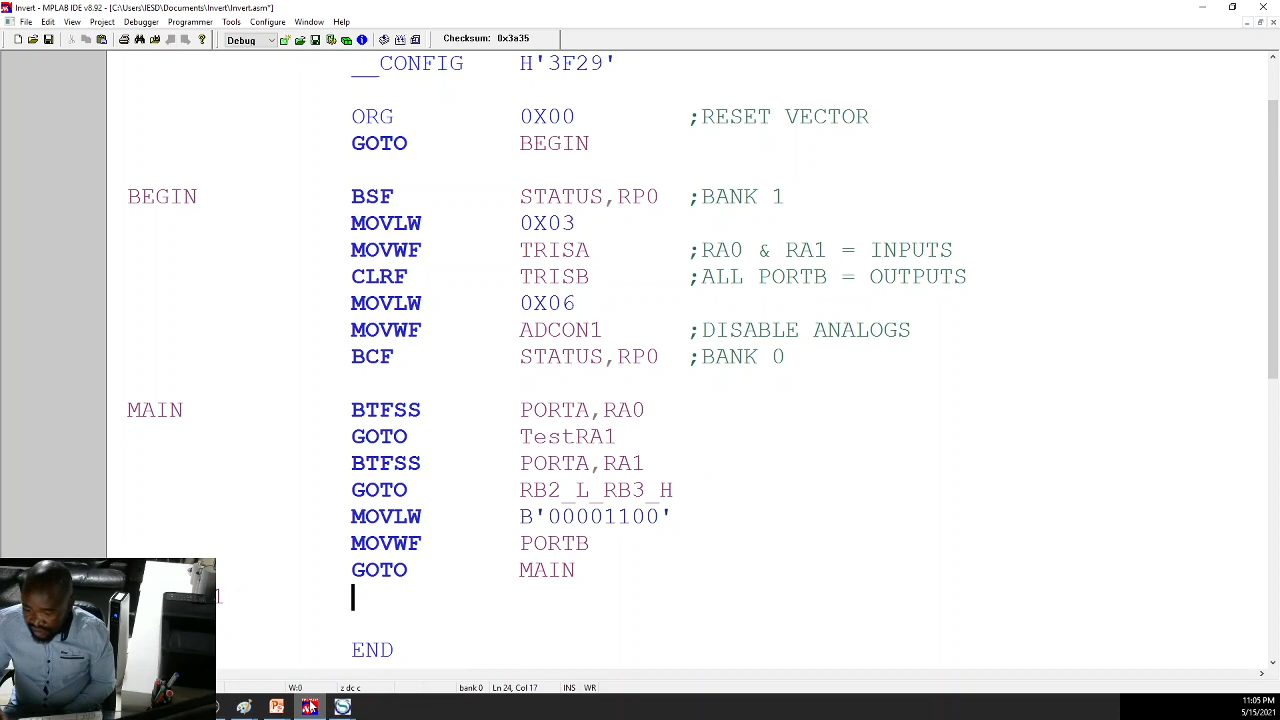 Invert - MPLAB IDE v8.92 - [C:\Users\IESD\Documents\Invert\Invert.asm*]
File Edit View Project Debugger Programmer Tools Configure Window Help
Debug Checksum: 0x3a35
__CONFIG H'3F29'
ORG 0X00 ;RESET VECTOR
GOTO BEGIN
BEGIN BSF STATUS,RP0 ;BANK 1
MOVLW 0X03
MOVWF TRISA ;RA0 & RA1 = INPUTS
CLRF TRISB ;ALL PORTB = OUTPUTS
MOVLW 0X06
MOVWF ADCON1 ;DISABLE ANALOGS
BCF STATUS,RP0 ;BANK 0
MAIN BTFSS PORTA,RA0
GOTO TestRA1
BTFSS PORTA,RA1
GOTO RB2_L_RB3_H
MOVLW B'00001100'
MOVWF PORTB
GOTO MAIN
END
W:0 z dc c bank 0 Ln 24, Col 17 INS WR
11:05 PM
5/15/2021